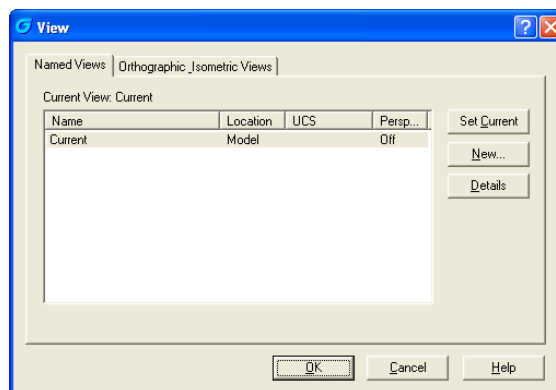 View
Named Views Orthographic _Isometric Views
Current View: Current
Name Location UCS Persp...
Current Model Off
Set Current
New...
Details
OK Cancel Help